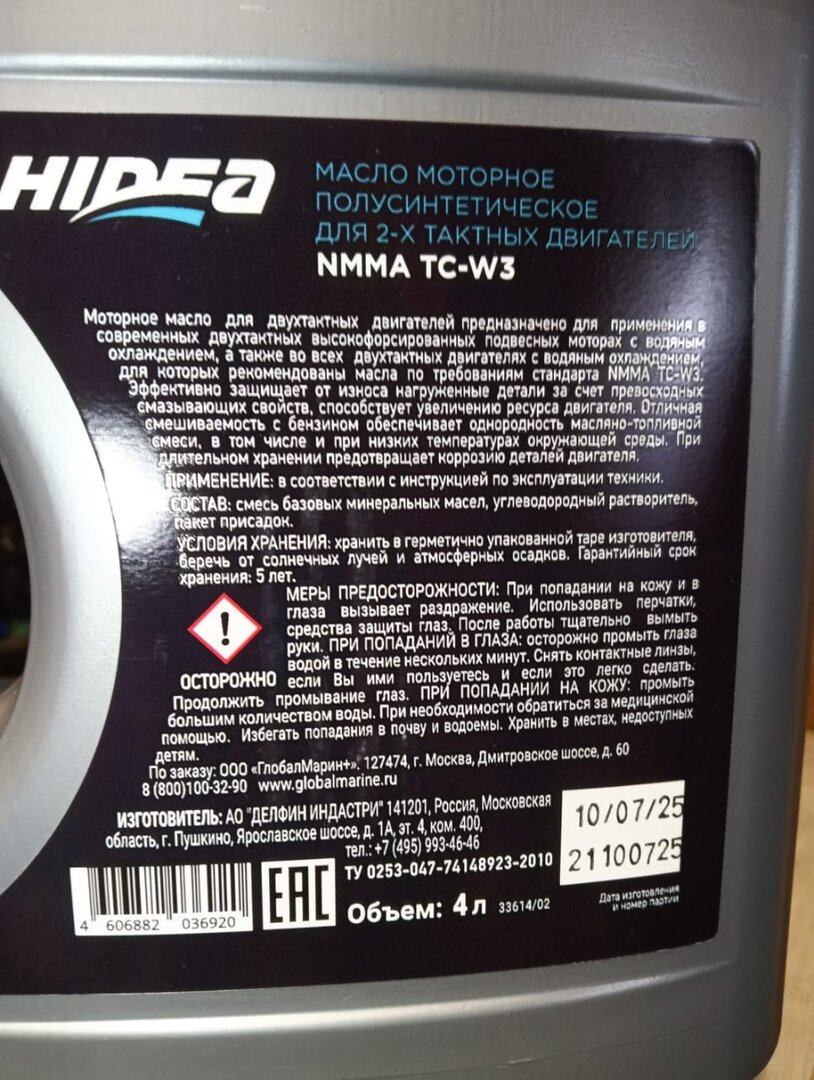 HIDEA
МАСЛО МОТОРНОЕ
ПОЛУСИНТЕТИЧЕСКОЕ
ДЛЯ 2-Х ТАКТНЫХ ДВИГАТЕЛЕЙ
NMMA TC-W3
Моторное масло для двухтактных двигателей предназначено для применения в
современных двухтактных высокофорсированных подвесных моторах с водяным
охлаждением, а также во всех двухтактных двигателях с водяным охлаждением,
для которых рекомендованы масла по требованиям стандарта NMMA TC-W3.
Эффективно защищает от износа нагруженные детали за счет превосходных
смазывающих свойств, способствует увеличению ресурса двигателя. Отличная
смешиваемость с бензином обеспечивает однородность масляно-топливной
смеси, в том числе и при низких температурах окружающей среды. При
длительном хранении предотвращает коррозию деталей двигателя.
ПРИМЕНЕНИЕ: в соответствии с инструкцией по эксплуатации техники.
СОСТАВ: смесь базовых минеральных масел, углеводородный растворитель,
пакет присадок.
УСЛОВИЯ ХРАНЕНИЯ: хранить в герметично упакованной таре изготовителя,
беречь от солнечных лучей и атмосферных осадков. Гарантийный срок
хранения: 5 лет.
МЕРЫ ПРЕДОСТОРОЖНОСТИ: При попадании на кожу и в
глаза вызывает раздражение. Использовать перчатки,
средства защиты глаз. После работы тщательно вымыть
руки. ПРИ ПОПАДАНИИ В ГЛАЗА: осторожно промыть глаза
водой в течение нескольких минут. Снять контактные линзы,
ОСТОРОЖНО если Вы ими пользуетесь и если это легко сделать.
Продолжить промывание глаз. ПРИ ПОПАДАНИИ НА КОЖУ: промыть
большим количеством воды. При необходимости обратиться за медицинской
помощью. Избегать попадания в почву и водоемы. Хранить в местах, недоступных
детям.
По заказу: ООО «ГлобалМарин+». 127474, г. Москва, Дмитровское шоссе, д. 60
8 (800)100-32-90 www.globalmarine.ru
ИЗГОТОВИТЕЛЬ: АО "ДЕЛФИН ИНДАСТРИ" 141201, Россия, Московская
область, г. Пушкино, Ярославское шоссе, д. 1А, эт. 4, ком. 400,
тел.: +7 (495) 993-46-46
ТУ 0253-047-74148923-2010
10/07/25
21100725
Дата изготовления
и номер партии
4 606882 036920
ЕАС
Объем: 4 л 33614/02